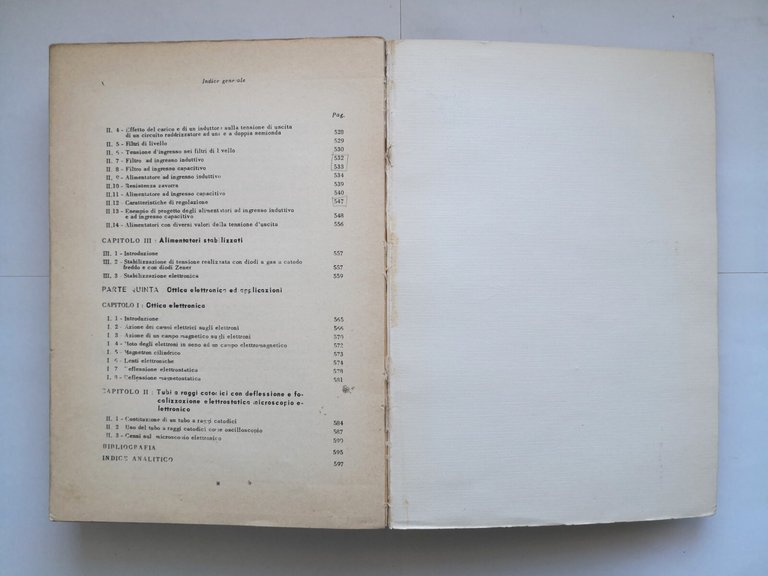 Indice generale
Pag.
II. 4 - Effetto del carico e di un induttore sulla tensione di uscita
di un circuito raddrizzatore ad una e a doppia semionda 528
II. 5 - Filtri di livello 529
II. 6 - Tensione d'ingresso nei filtri di livello 530
II. 7 - Filtro ad ingresso induttivo 532
II. 8 - Filtro ad ingresso capacitivo 533
II. 9 - Alimentatore ad ingresso induttivo 534
II.10 - Resistenza zavorra 539
II.11 - Alimentatore ad ingresso capacitivo 540
II.12 - Caratteristiche di regolazione 547
II.13 - Esempio di progetto degli alimentatori ad ingresso induttivo
e ad ingresso capacitivo 548
II.14 - Alimentatori con diversi valori della tensione d'uscita 556
CAPITOLO III : Alimentatori stabilizzati
III. 1 - Introduzione 557
III. 2 - Stabilizzazione di tensione realizzata con diodi a gas a catodo
freddo e con diodi Zener 557
III. 3 - Stabilizzazione elettronica 559
PARTE QUINTA Ottica elettronica ed applicazioni
CAPITOLO I : Ottica elettronica
I. 1 - Introduzione 565
I. 2 - Azione dei campi elettrici sugli elettroni 566
I. 3 - Azione di un campo magnetico sugli elettroni 570
I. 4 - Moto degli elettroni in seno ad un campo elettromagnetico 572
I. 5 - Magnetron cilindrico 573
I. 6 - Lenti elettroniche 574
I. 7 - Deflessione elettrostatica 578
I. 8 - Deflessione magnetostatica 581
CAPITOLO II : Tubi a raggi catodici con deflessione e fo-
calizzazione elettrostatica microscopio e-
lettronico
II. 1 - Costituzione di un tubo a raggi catodici 584
II. 2 - Uso del tubo a raggi catodici come oscilloscopio 587
II. 3 - Cenni sul microscopio elettronico 593
BIBLIOGRAFIA 595
INDICE ANALITICO 597